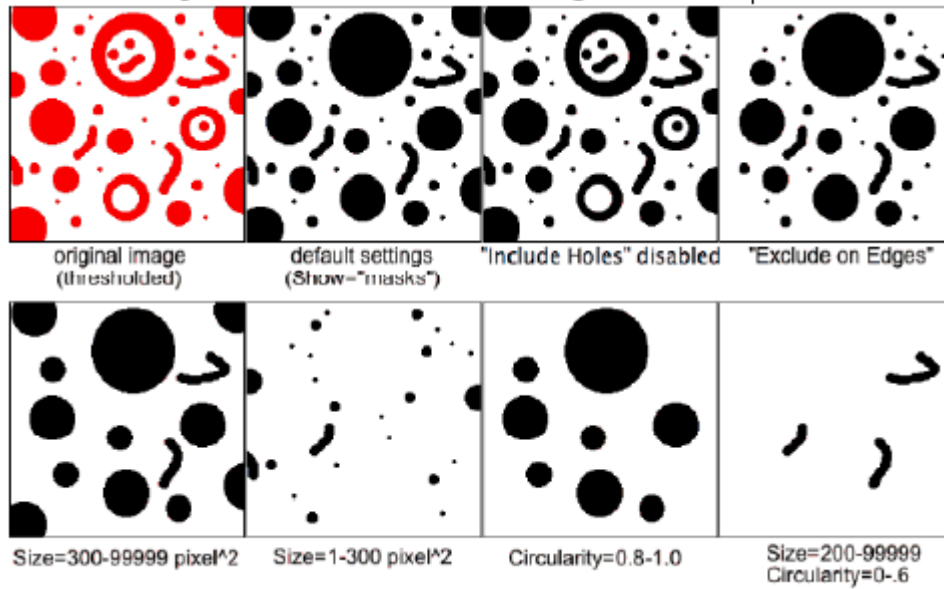 original image
(thresholded)
default settings
(Show="masks")
"Include Holes" disabled
"Exclude on Edges"
Size=300-99999 pixel^2
Size=1-300 pixel^2
Circularity=0.8-1.0
Size=200-99999
Circularity=0-.6